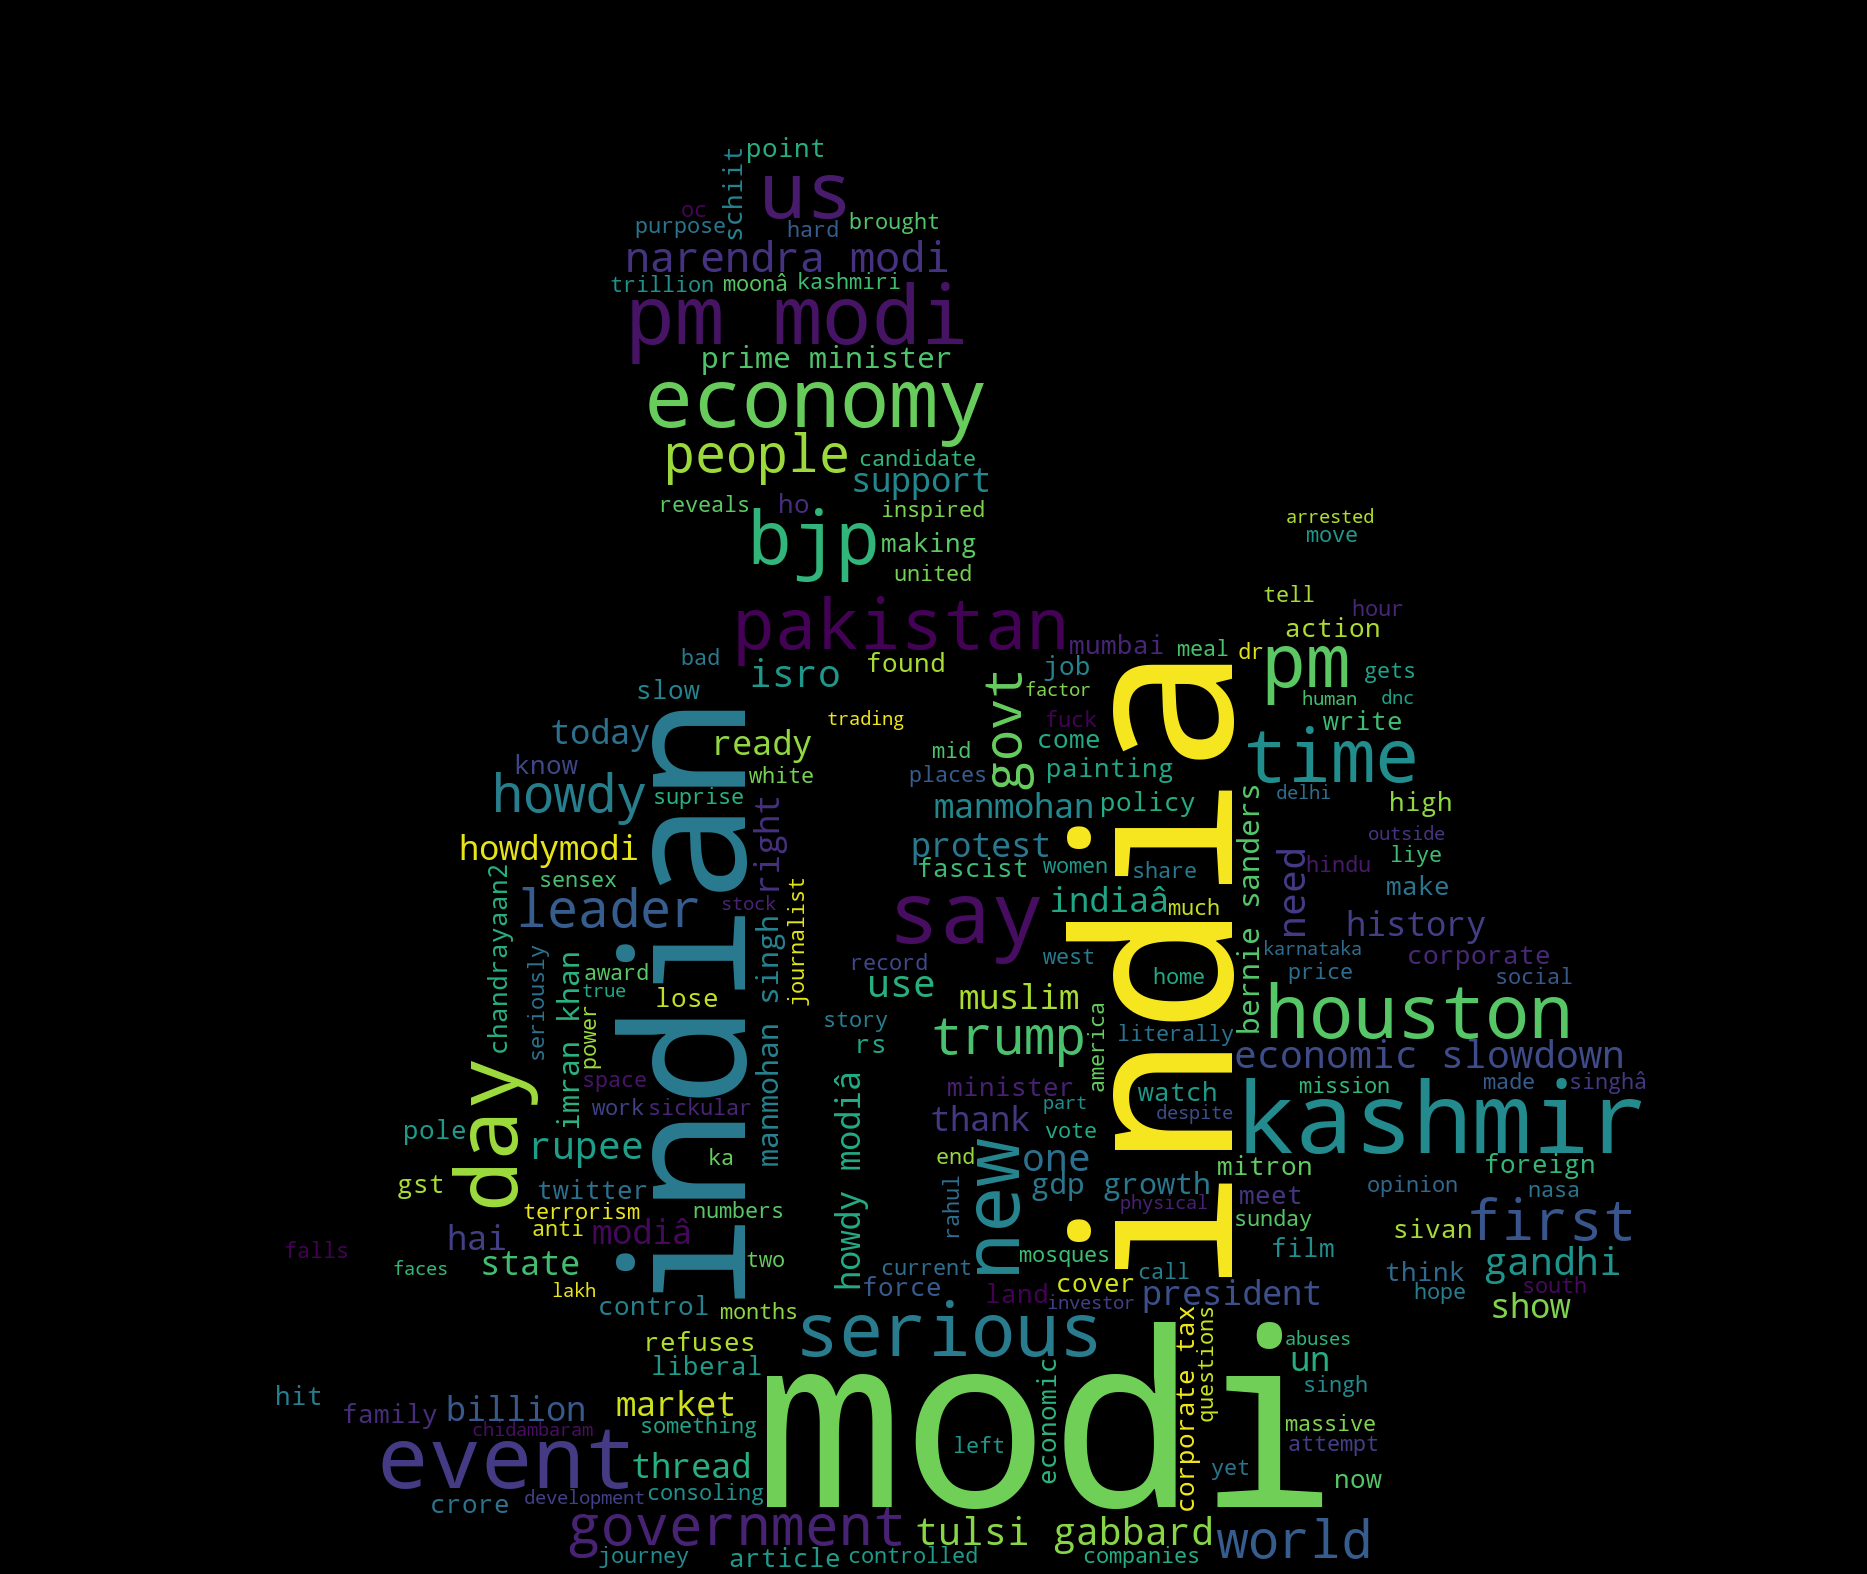 point
schiit
us
oc
purpose
hard
brought
narendra modi
trillion
moonâ
kashmiri
pm modi
prime minister
economy
people
candidate
support
reveals
ho
inspired
bjp
making
united
arrested
move
tell
hour
pakistan
mumbai
meal
dr
action
bad
isro
found
job
pm
gets
slow
factor
human
dnc
govt
today
trading
fuck
write
ready
mid
come
time
know
white
places
painting
howdy
suprise
manmohan
policy
delhi
high
indian
india
right
protest
outside
howdymodi
fascist
women
share
need
hindu
liye
sensex
bernie sanders
make
leader
stock
say
indiaâ
much
history
chandrayaan2
journalist
seriously
manmohan singh
record
west
karnataka
corporate
award
home
price
social
true
lose
use
muslim
houston
imran khan
power
story
trump
america
literally
rs
economic slowdown
space
minister
watch
mission
made
singhâ
work
sickular
thank
part
despite
kashmir
pole
rupee
howdy modiâ
vote
day
ka
end
one
mitron
foreign
gst
twitter
new
gdp growth
meet
opinion
nasa
terrorism
numbers
rahul
physical
sunday
first
anti
modiâ
sivan
hai
state
two
mosques
film
gandhi
falls
faces
current
call
think
lakh
force
land
cover
president
hope
south
control
months
investor
show
serious
refuses
corporate tax
questions
abuses
liberal
modi
un
hit
singh
family
billion
market
economic
massive
chidambaram
something
left
attempt
event
thread
yet
now
crore
development
consoling
government
tulsi gabbard
world
journey
article
controlled
companies